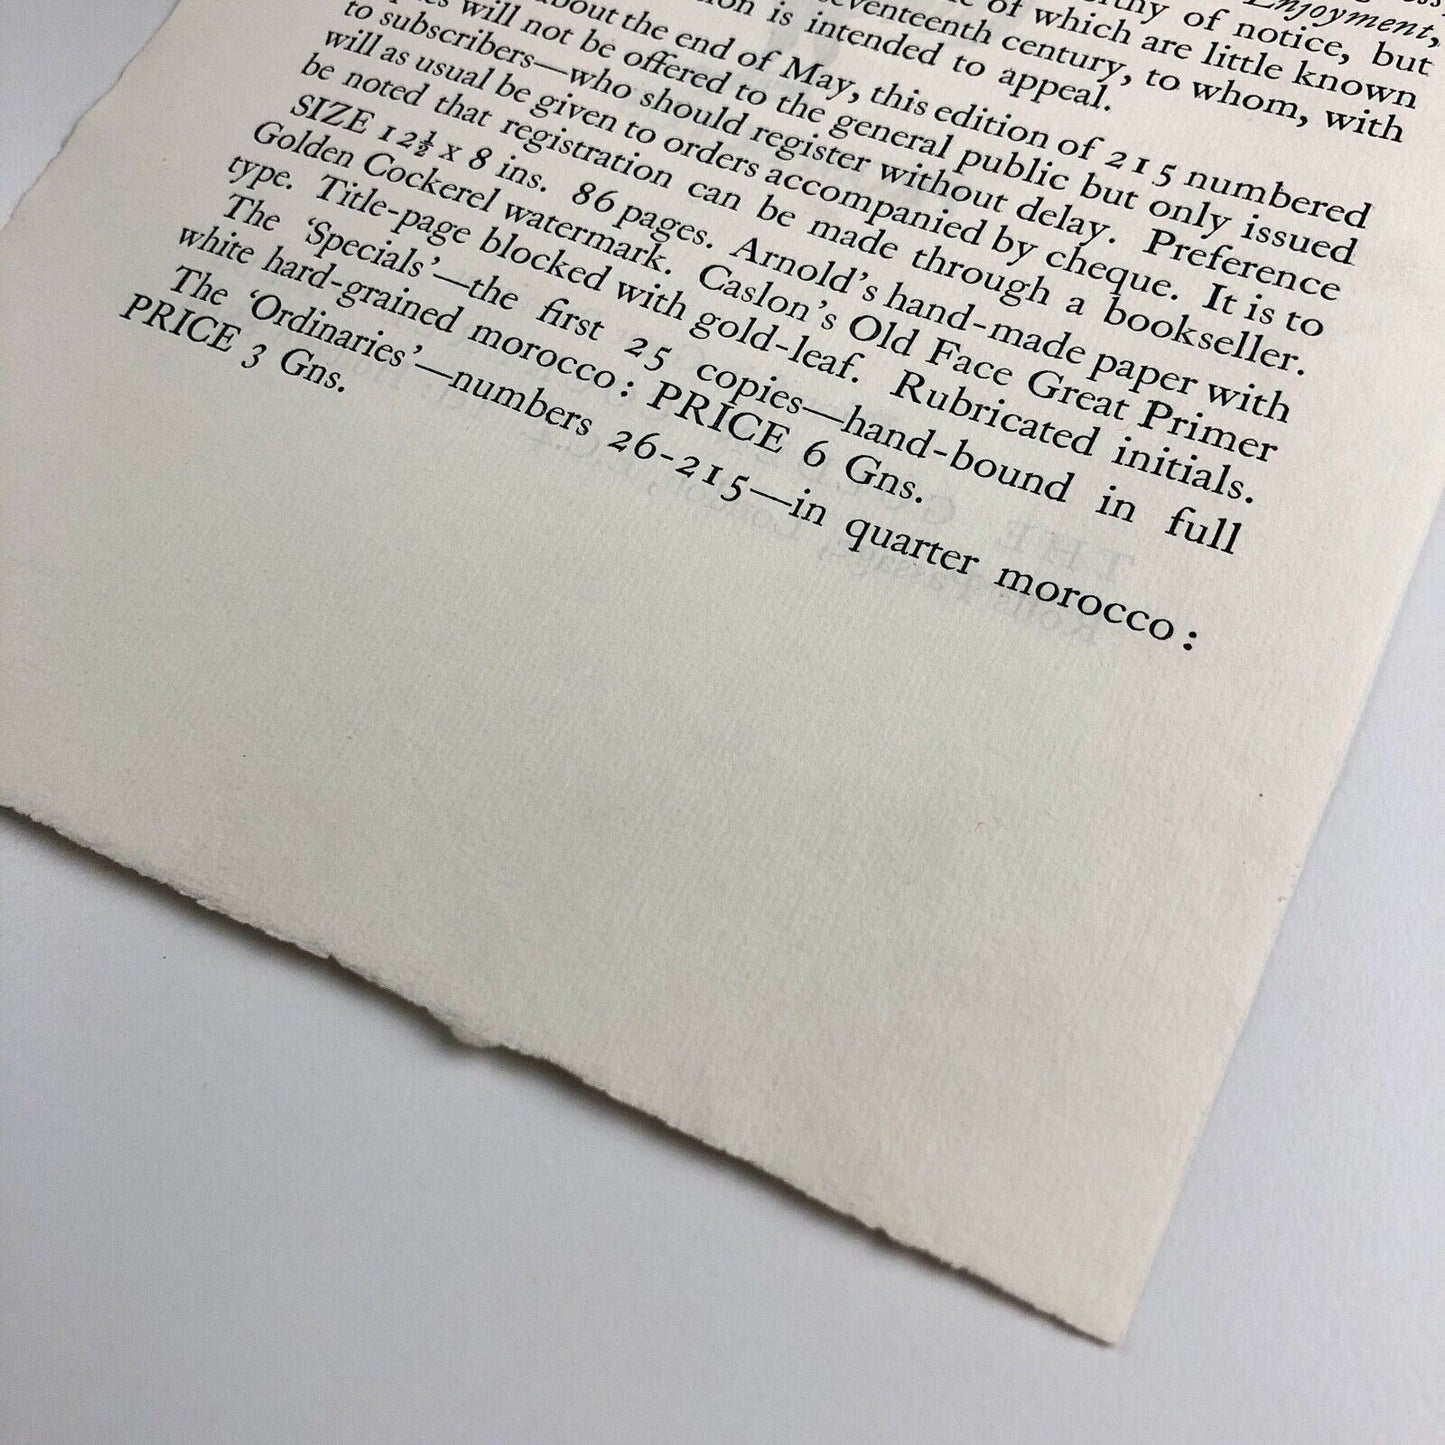 Enjoyment,
of notice, but
of which are little known
seventeenth century, to whom, with
is intended to appeal.
about the end of May, this edition of 215 numbered
will not be offered to the general public but only issued
to subscribers—who should register without delay. Preference
will as usual be given to orders accompanied by cheque. It is to
be noted that registration can be made through a bookseller.
SIZE 12½ x 8 ins. 86 pages. Arnold's hand-made paper with
Golden Cockerel watermark. Caslon's Old Face Great Primer
type. Title-page blocked with gold-leaf. Rubricated initials.
The 'Specials'—the first 25 copies—hand-bound in full
white hard-grained morocco: PRICE 6 Gns.
The 'Ordinaries'—numbers 26-215—in quarter morocco:
PRICE 3 Gns.